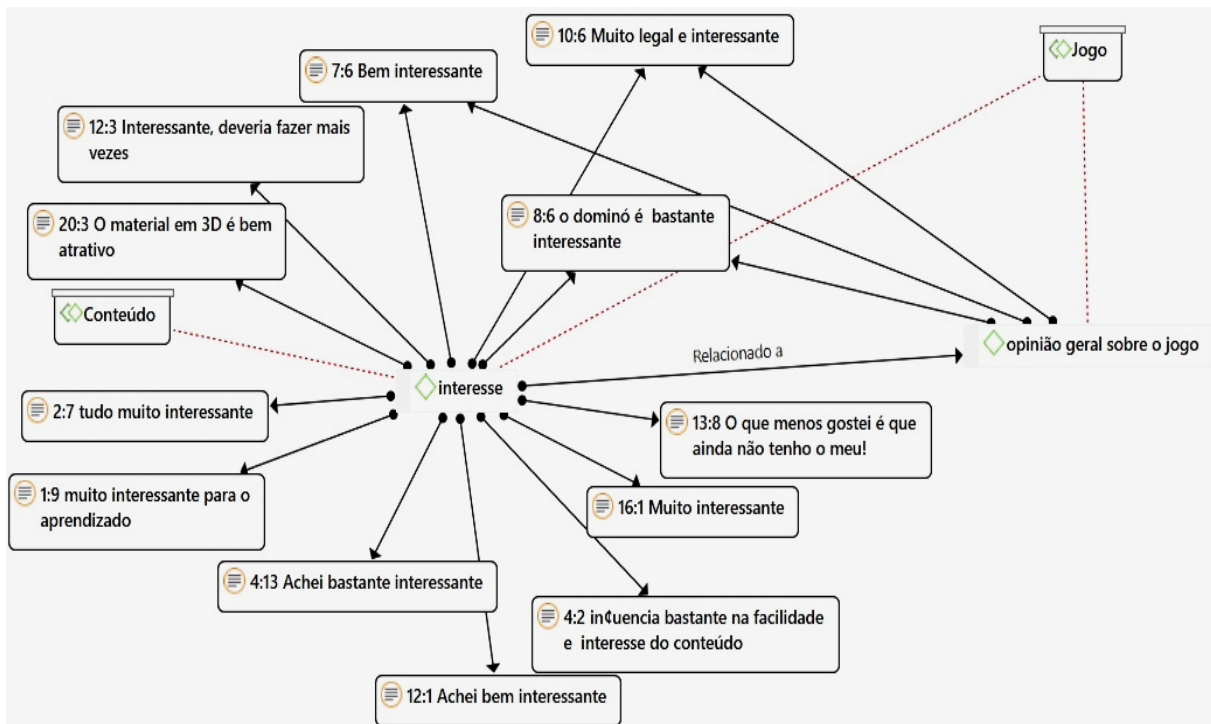 10:6 Muito legal e interessante
Jogo
7:6 Bem interessante
12:3 Interessante, deveria fazer mais
vezes
20:3 O material em 3D é bem
atrativo
8:6 o dominó é bastante
interessante
Conteúdo
Relacionado a
opinião geral sobre o jogo
interesse
2:7 tudo muito interessante
13:8 O que menos gostei é que
ainda não tenho o meu!
1:9 muito interessante para o
aprendizado
16:1 Muito interessante
4:13 Achei bastante interessante
4:2 in¢uencia bastante na facilidade
e interesse do conteúdo
12:1 Achei bem interessante